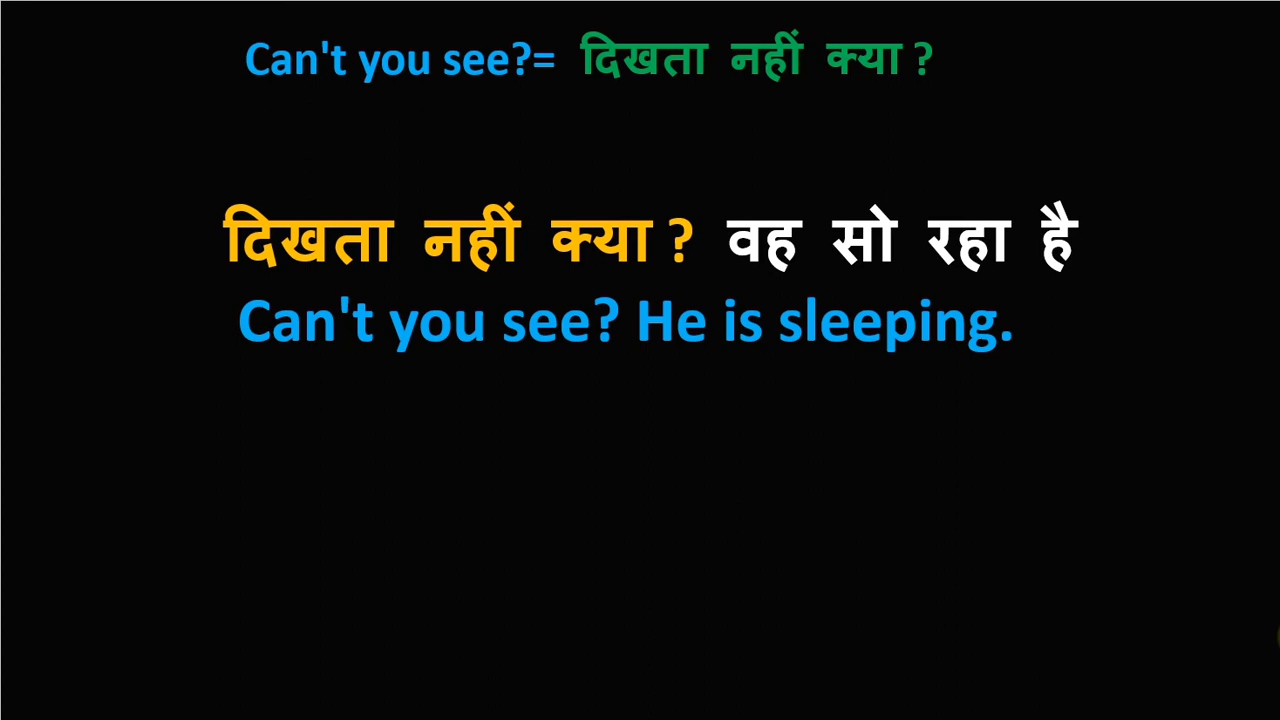 Can't you see?= दिखता नहीं क्या ?
दिखता नहीं क्या ? वह सो रहा है
Can't you see? He is sleeping.